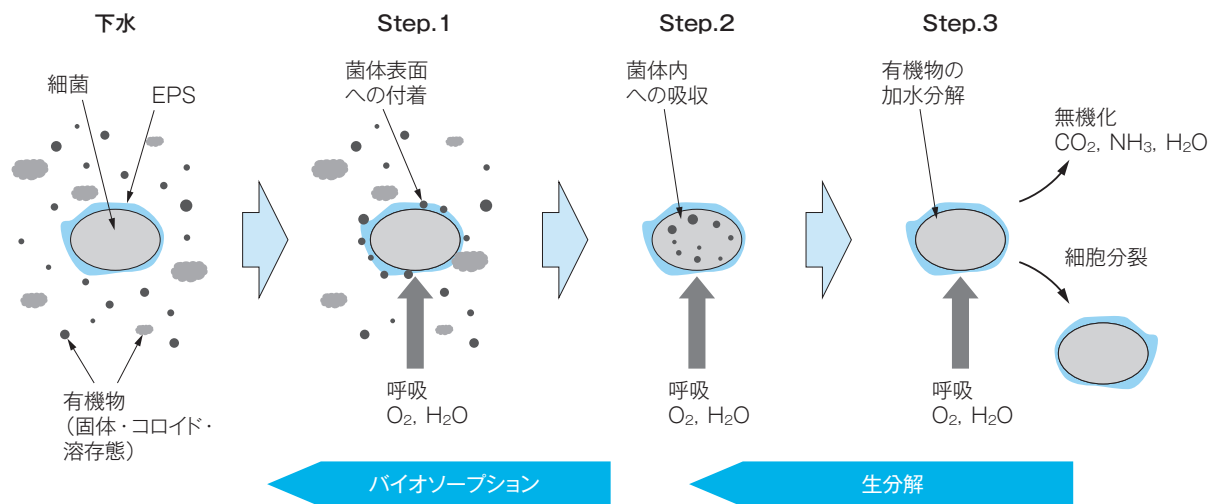 下水
細菌
EPS
有機物
(固体・コロイド・
溶存態)
Step.1
菌体表面
への付着
呼吸
O₂, H₂O
Step.2
菌体内
への吸収
呼吸
O₂, H₂O
Step.3
有機物の
加水分解
無機化
CO₂, NH₃, H₂O
細胞分裂
呼吸
O₂, H₂O
バイオソープション
生分解